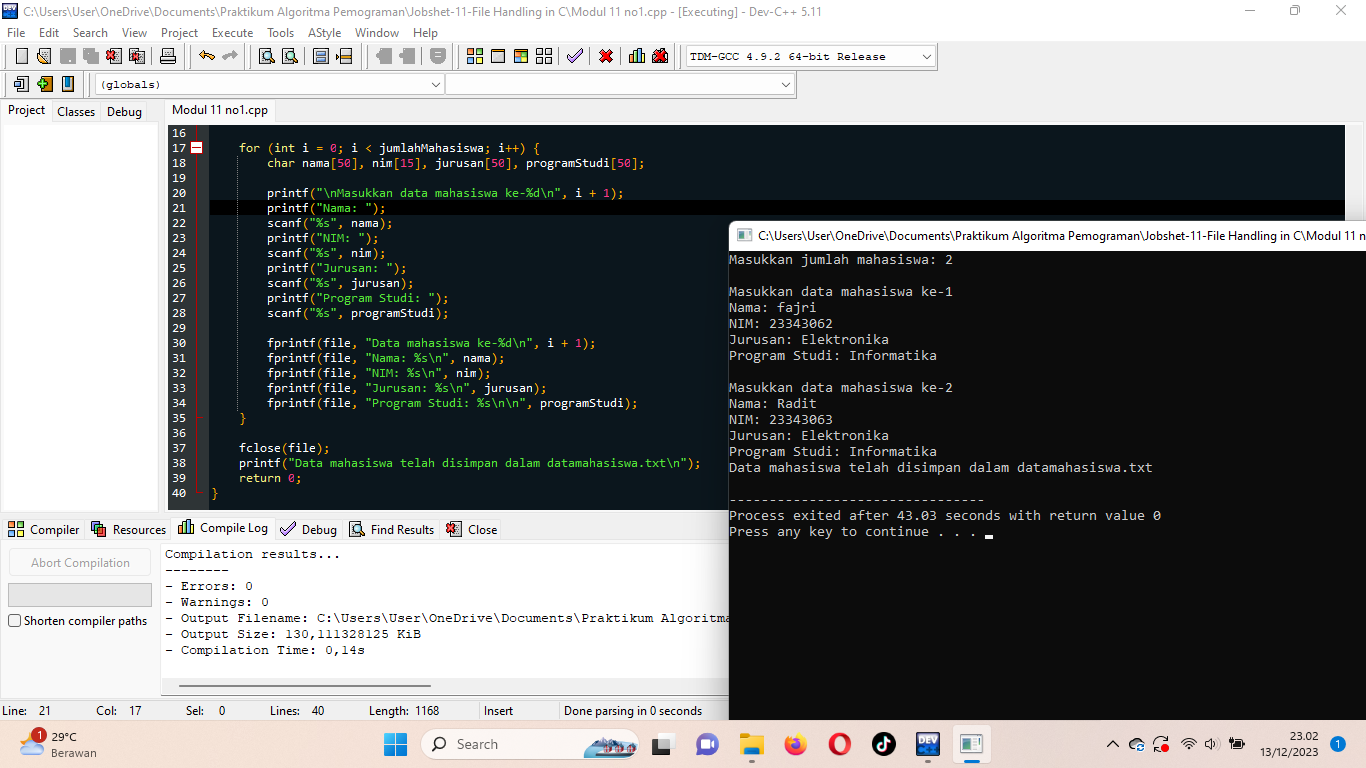 C:\Users\User\OneDrive\Documents\Praktikum Algoritma Pemograman\Jobshet-11-File Handling in C\Modul 11 no1.cpp - [Executing] - Dev-C++ 5.11
File Edit Search View Project Execute Tools AStyle Window Help
TDM-GCC 4.9.2 64-bit Release
(globals)
Project Classes Debug
Modul 11 no1.cpp
16
17 for (int i = 0; i < jumlahMahasiswa; i++) {
18 char nama[50], nim[15], jurusan[50], programStudi[50];
19
20 printf("\nMasukkan data mahasiswa ke-%d\n", i + 1);
21 printf("Nama: ");
22 scanf("%s", nama);
23 printf("NIM: ");
24 scanf("%s", nim);
25 printf("Jurusan: ");
26 scanf("%s", jurusan);
27 printf("Program Studi: ");
28 scanf("%s", programStudi);
29
30 fprintf(file, "Data mahasiswa ke-%d\n", i + 1);
31 fprintf(file, "Nama: %s\n", nama);
32 fprintf(file, "NIM: %s\n", nim);
33 fprintf(file, "Jurusan: %s\n", jurusan);
34 fprintf(file, "Program Studi: %s\n\n", programStudi);
35 }
36
37 fclose(file);
38 printf("Data mahasiswa telah disimpan dalam datamahasiswa.txt\n");
39 return 0;
40 }
C:\Users\User\OneDrive\Documents\Praktikum Algoritma Pemograman\Jobshet-11-File Handling in C\Modul 11 n
Masukkan jumlah mahasiswa: 2
Masukkan data mahasiswa ke-1
Nama: fajri
NIM: 23343062
Jurusan: Elektronika
Program Studi: Informatika
Masukkan data mahasiswa ke-2
Nama: Radit
NIM: 23343063
Jurusan: Elektronika
Program Studi: Informatika
Data mahasiswa telah disimpan dalam datamahasiswa.txt
--------------------------------
Process exited after 43.03 seconds with return value 0
Press any key to continue . . .
Compiler Resources Compile Log Debug Find Results Close
Abort Compilation
Shorten compiler paths
Compilation results...
--------
- Errors: 0
- Warnings: 0
- Output Filename: C:\Users\User\OneDrive\Documents\Praktikum Algoritma
- Output Size: 130,111328125 KiB
- Compilation Time: 0,14s
Line: 21 Col: 17 Sel: 0 Lines: 40 Length: 1168 Insert Done parsing in 0 seconds
1
29°C
Berawan
Search
DEV
23.02
13/12/2023
1